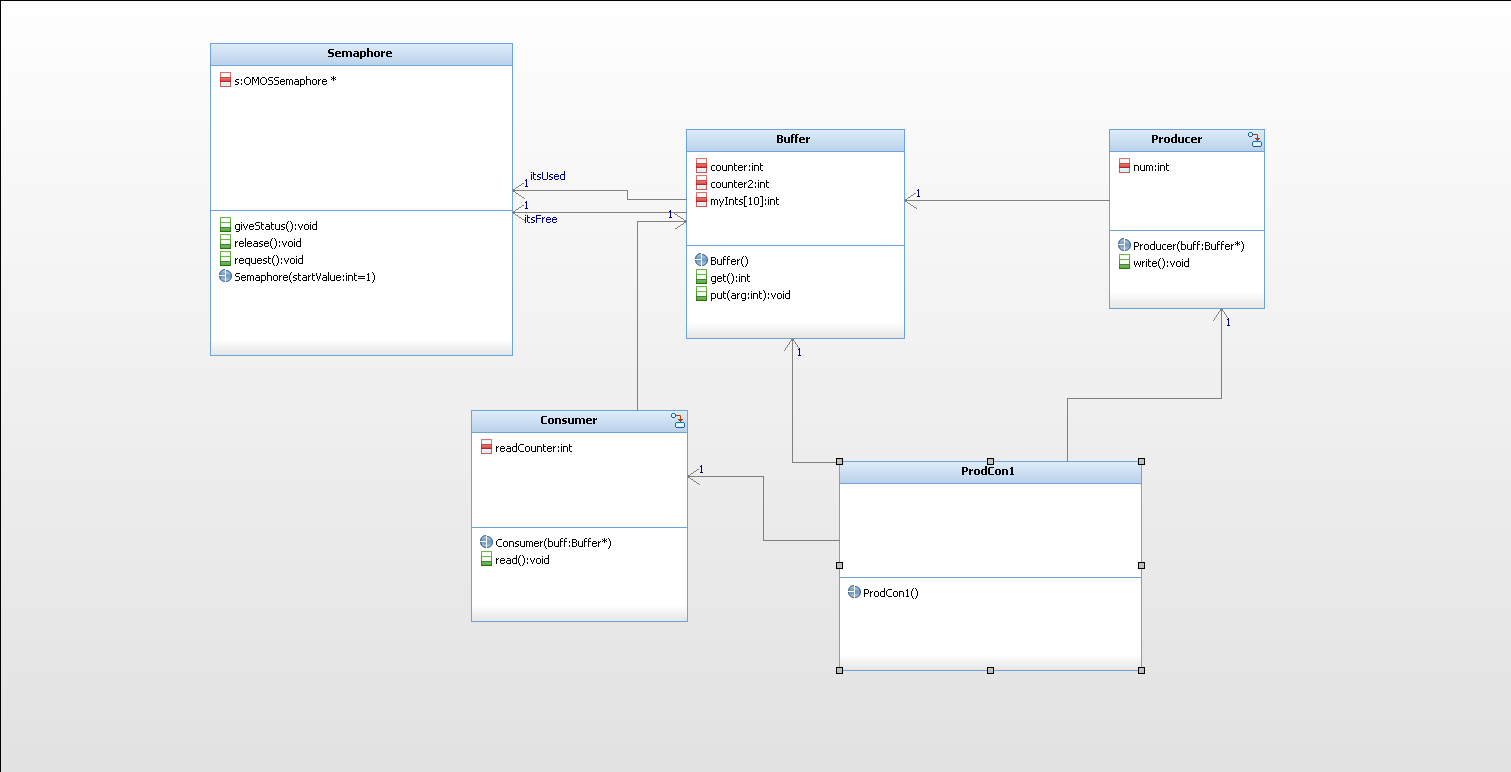 Semaphore
s:OMOSSemaphore *
giveStatus():void
release():void
request():void
Semaphore(startValue:int=1)
itsUsed
1
1
itsFree
1
Buffer
counter:int
counter2:int
myInts[10]:int
Buffer()
get():int
put(arg:int):void
1
1
Producer
num:int
Producer(buff:Buffer*)
write():void
1
Consumer
readCounter:int
Consumer(buff:Buffer*)
read():void
1
ProdCon1
ProdCon1()